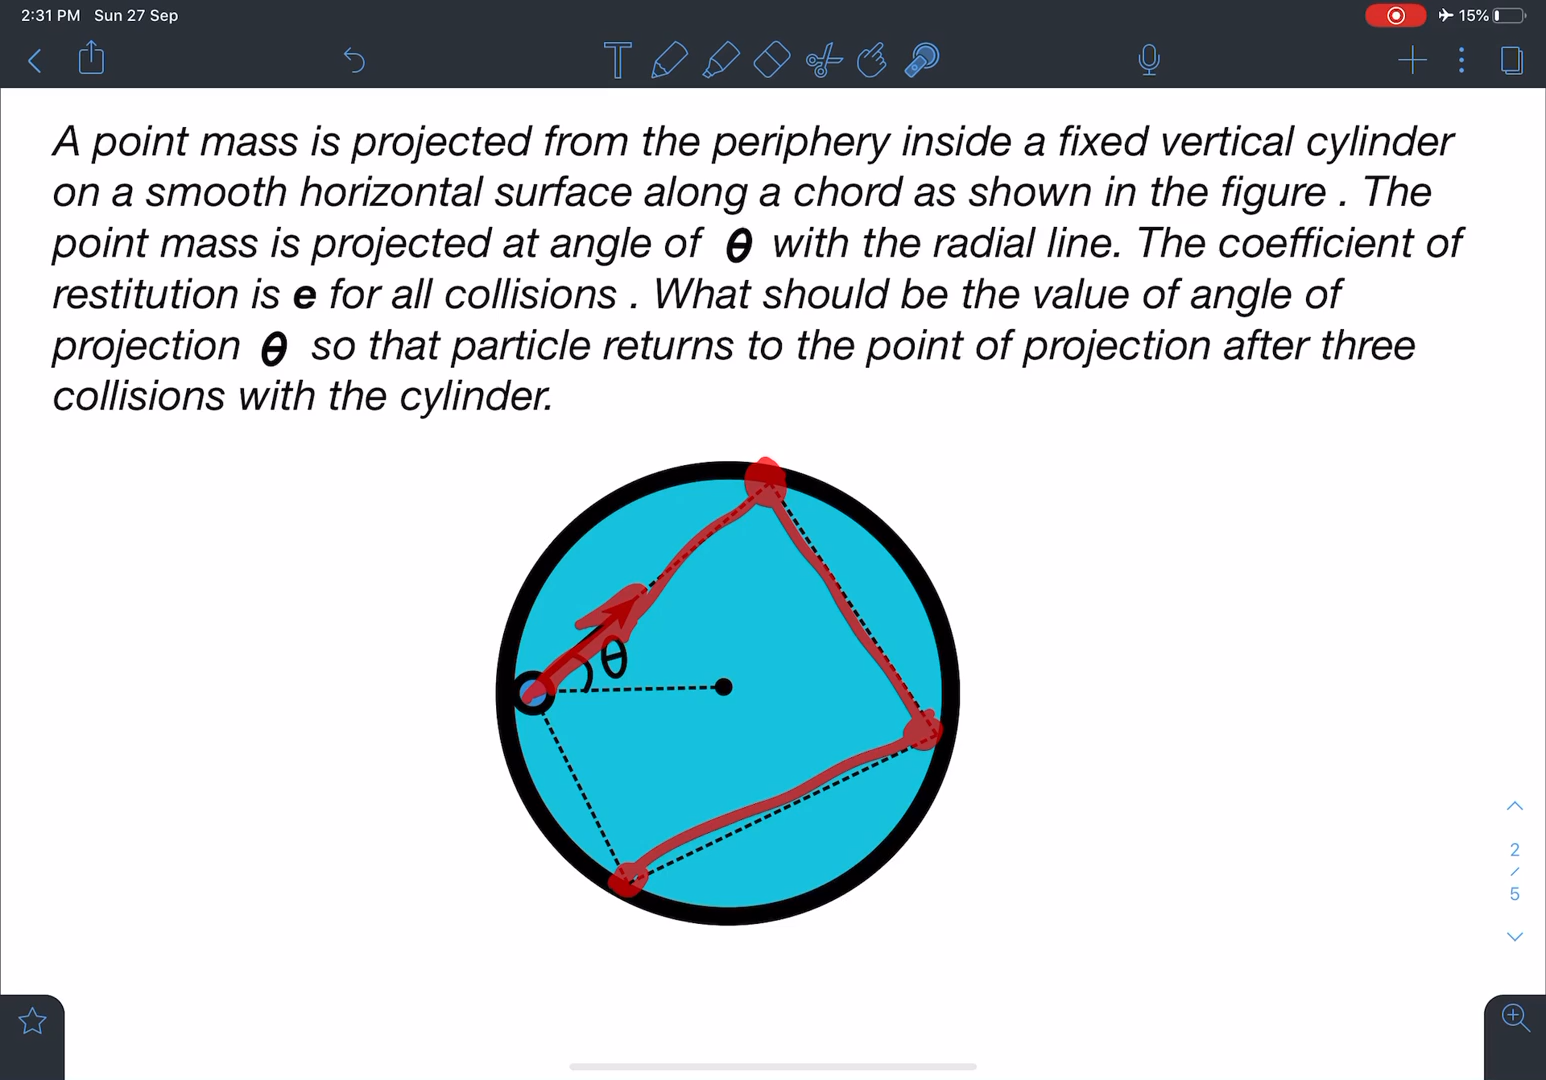 2:31 PM Sun 27 Sep
15%
A point mass is projected from the periphery inside a fixed vertical cylinder
on a smooth horizontal surface along a chord as shown in the figure . The
point mass is projected at angle of θ with the radial line. The coefficient of
restitution is e for all collisions . What should be the value of angle of
projection θ so that particle returns to the point of projection after three
collisions with the cylinder.
θ
2
/
5